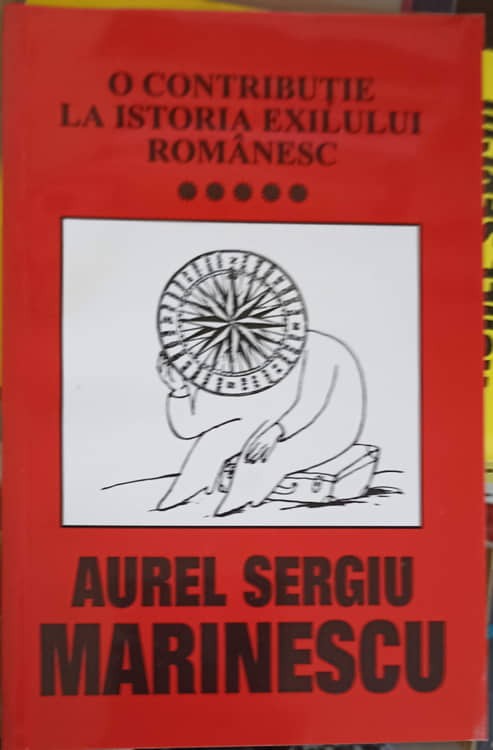 O CONTRIBUȚIE
LA ISTORIA EXILULUI
ROMÂNESC
*****
AUREL SERGIU
MARINESCU